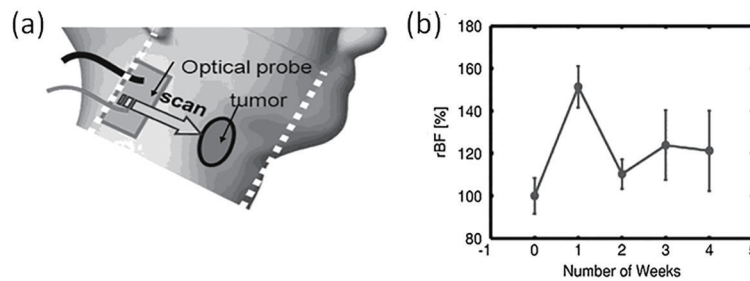 (a)
Optical probe
scan
tumor
(b)
rBF [%]
180
160
140
120
100
80
-1
0
1
2
3
4
5
Number of Weeks